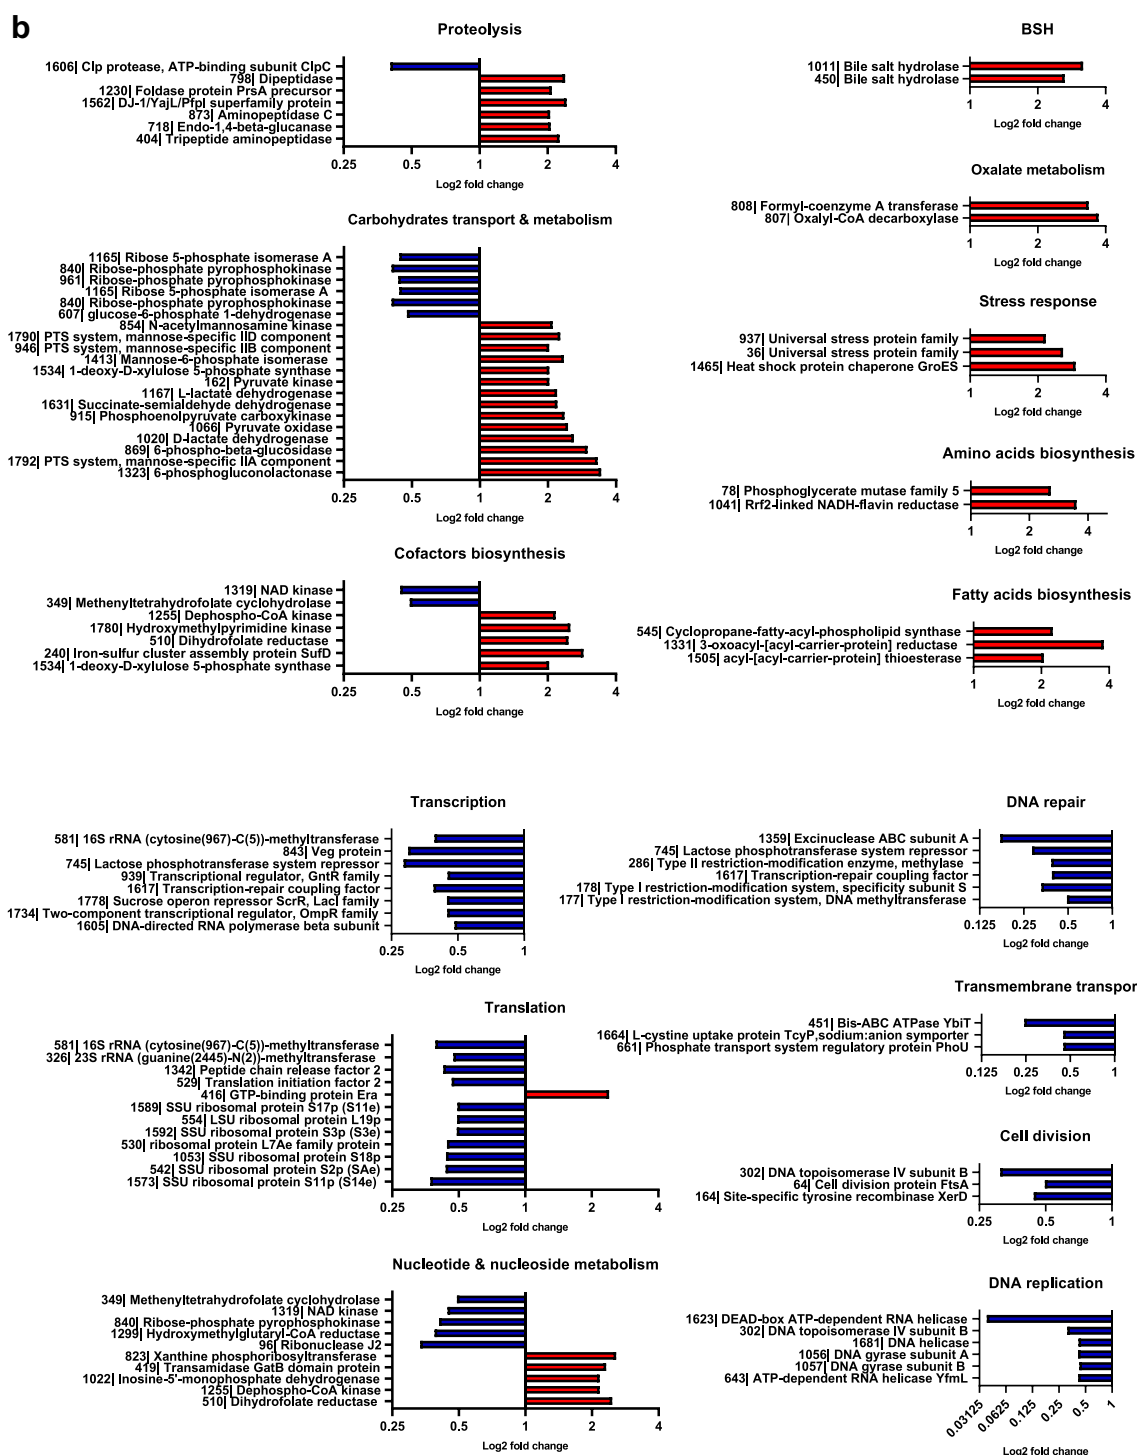 b
Proteolysis
1606| Clp protease, ATP-binding subunit ClpC
798| Dipeptidase
1230| Foldase protein PrsA precursor
1562| DJ-1/YajL/PfpI superfamily protein
873| Aminopeptidase C
718| Endo-1,4-beta-glucanase
404| Tripeptide aminopeptidase
0.25 0.5 1 2 4
Log2 fold change
Carbohydrates transport & metabolism
1165| Ribose 5-phosphate isomerase A
840| Ribose-phosphate pyrophosphokinase
961| Ribose-phosphate pyrophosphokinase
1165| Ribose 5-phosphate isomerase A
840| Ribose-phosphate pyrophosphokinase
607| glucose-6-phosphate 1-dehydrogenase
854| N-acetylmannosamine kinase
1790| PTS system, mannose-specific IID component
946| PTS system, mannose-specific IIB component
1413| Mannose-6-phosphate isomerase
1534| 1-deoxy-D-xylulose 5-phosphate synthase
162| Pyruvate kinase
1167| L-lactate dehydrogenase
1631| Succinate-semialdehyde dehydrogenase
915| Phosphoenolpyruvate carboxykinase
1066| Pyruvate oxidase
1020| D-lactate dehydrogenase
869| 6-phospho-beta-glucosidase
1792| PTS system, mannose-specific IIA component
1323| 6-phosphogluconolactonase
0.25 0.5 1 2 4
Log2 fold change
Cofactors biosynthesis
1319| NAD kinase
349| Methenyltetrahydrofolate cyclohydrolase
1255| Dephospho-CoA kinase
1780| Hydroxymethylpyrimidine kinase
510| Dihydrofolate reductase
240| Iron-sulfur cluster assembly protein SufD
1534| 1-deoxy-D-xylulose 5-phosphate synthase
0.25 0.5 1 2 4
Log2 fold change
BSH
1011| Bile salt hydrolase
450| Bile salt hydrolase
1 2 4
Log2 fold change
Oxalate metabolism
808| Formyl-coenzyme A transferase
807| Oxalyl-CoA decarboxylase
1 2 4
Log2 fold change
Stress response
937| Universal stress protein family
36| Universal stress protein family
1465| Heat shock protein chaperone GroES
1 2 4
Log2 fold change
Amino acids biosynthesis
78| Phosphoglycerate mutase family 5
1041| Rrf2-linked NADH-flavin reductase
1 2 4
Log2 fold change
Fatty acids biosynthesis
545| Cyclopropane-fatty-acyl-phospholipid synthase
1331| 3-oxoacyl-[acyl-carrier-protein] reductase
1505| acyl-[acyl-carrier-protein] thioesterase
1 2 4
Log2 fold change
Transcription
581| 16S rRNA (cytosine(967)-C(5))-methyltransferase
843| Veg protein
745| Lactose phosphotransferase system repressor
939| Transcriptional regulator, GntR family
1617| Transcription-repair coupling factor
1778| Sucrose operon repressor ScrR, LacI family
1734| Two-component transcriptional regulator, OmpR family
1605| DNA-directed RNA polymerase beta subunit
0.25 0.5 1
Log2 fold change
Translation
581| 16S rRNA (cytosine(967)-C(5))-methyltransferase
326| 23S rRNA (guanine(2445)-N(2))-methyltransferase
1342| Peptide chain release factor 2
529| Translation initiation factor 2
416| GTP-binding protein Era
1589| SSU ribosomal protein S17p (S11e)
554| LSU ribosomal protein L19p
1592| SSU ribosomal protein S3p (S3e)
530| ribosomal protein L7Ae family protein
1053| SSU ribosomal protein S18p
542| SSU ribosomal protein S2p (SAe)
1573| SSU ribosomal protein S11p (S14e)
0.25 0.5 1 2 4
Log2 fold change
Nucleotide & nucleoside metabolism
349| Methenyltetrahydrofolate cyclohydrolase
1319| NAD kinase
840| Ribose-phosphate pyrophosphokinase
1299| Hydroxymethylglutaryl-CoA reductase
96| Ribonuclease J2
823| Xanthine phosphoribosyltransferase
419| Transamidase GatB domain protein
1022| Inosine-5'-monophosphate dehydrogenase
1255| Dephospho-CoA kinase
510| Dihydrofolate reductase
0.25 0.5 1 2 4
Log2 fold change
DNA repair
1359| Excinuclease ABC subunit A
745| Lactose phosphotransferase system repressor
286| Type II restriction-modification enzyme, methylase
1617| Transcription-repair coupling factor
178| Type I restriction-modification system, specificity subunit S
177| Type I restriction-modification system, DNA methyltransferase
0.125 0.25 0.5 1
Log2 fold change
Transmembrane transpor
451| Bis-ABC ATPase YbiT
1664| L-cystine uptake protein TcyP,sodium:anion symporter
661| Phosphate transport system regulatory protein PhoU
0.125 0.25 0.5 1
Log2 fold change
Cell division
302| DNA topoisomerase IV subunit B
64| Cell division protein FtsA
164| Site-specific tyrosine recombinase XerD
0.25 0.5 1
Log2 fold change
DNA replication
1623| DEAD-box ATP-dependent RNA helicase
302| DNA topoisomerase IV subunit B
1681| DNA helicase
1056| DNA gyrase subunit A
1057| DNA gyrase subunit B
643| ATP-dependent RNA helicase YfmL
0.03125 0.0625 0.125 0.25 0.5 1
Log2 fold change